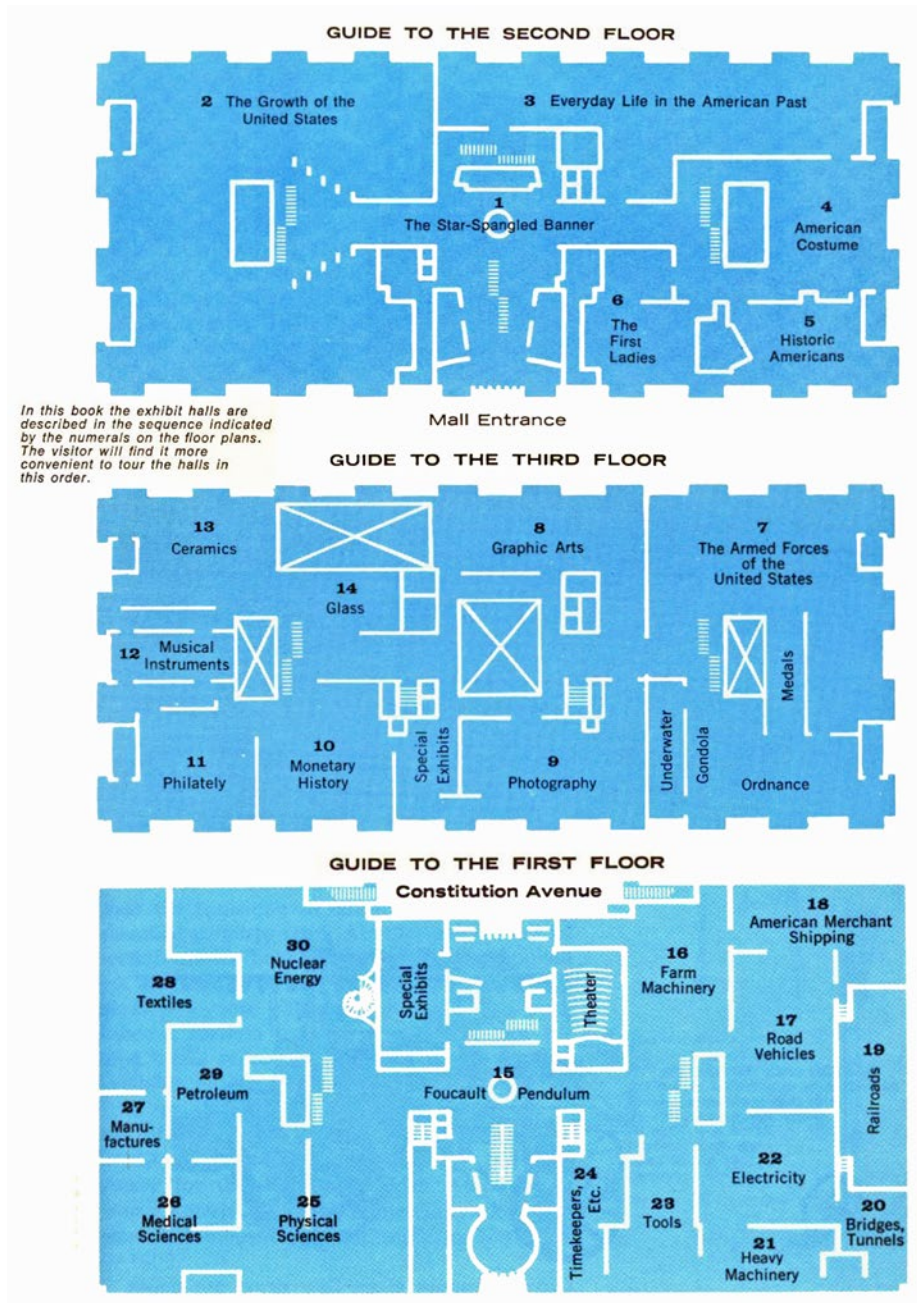 GUIDE TO THE SECOND FLOOR
2 The Growth of the
United States
3 Everyday Life in the American Past
1
The Star-Spangled Banner
4
American
Costume
6
The
First
Ladies
5
Historic
Americans
In this book the exhibit halls are
described in the sequence indicated
by the numerals on the floor plans.
The visitor will find it more
convenient to tour the halls in
this order.
Mall Entrance
GUIDE TO THE THIRD FLOOR
13
Ceramics
8
Graphic Arts
7
The Armed Forces
of the
United States
14
Glass
12 Musical
Instruments
Medals
11
Philately
10
Monetary
History
Special
Exhibits
9
Photography
Underwater
Gondola
Ordnance
GUIDE TO THE FIRST FLOOR
Constitution Avenue
18
American Merchant
Shipping
30
Nuclear
Energy
Special
Exhibits
Theater
16
Farm
Machinery
28
Textiles
17
Road
Vehicles
19
Railroads
29
Petroleum
15
Foucault Pendulum
27
Manu-
factures
22
Electricity
24
Timekeepers,
Etc.
26
Medical
Sciences
25
Physical
Sciences
23
Tools
20
Bridges,
Tunnels
21
Heavy
Machinery